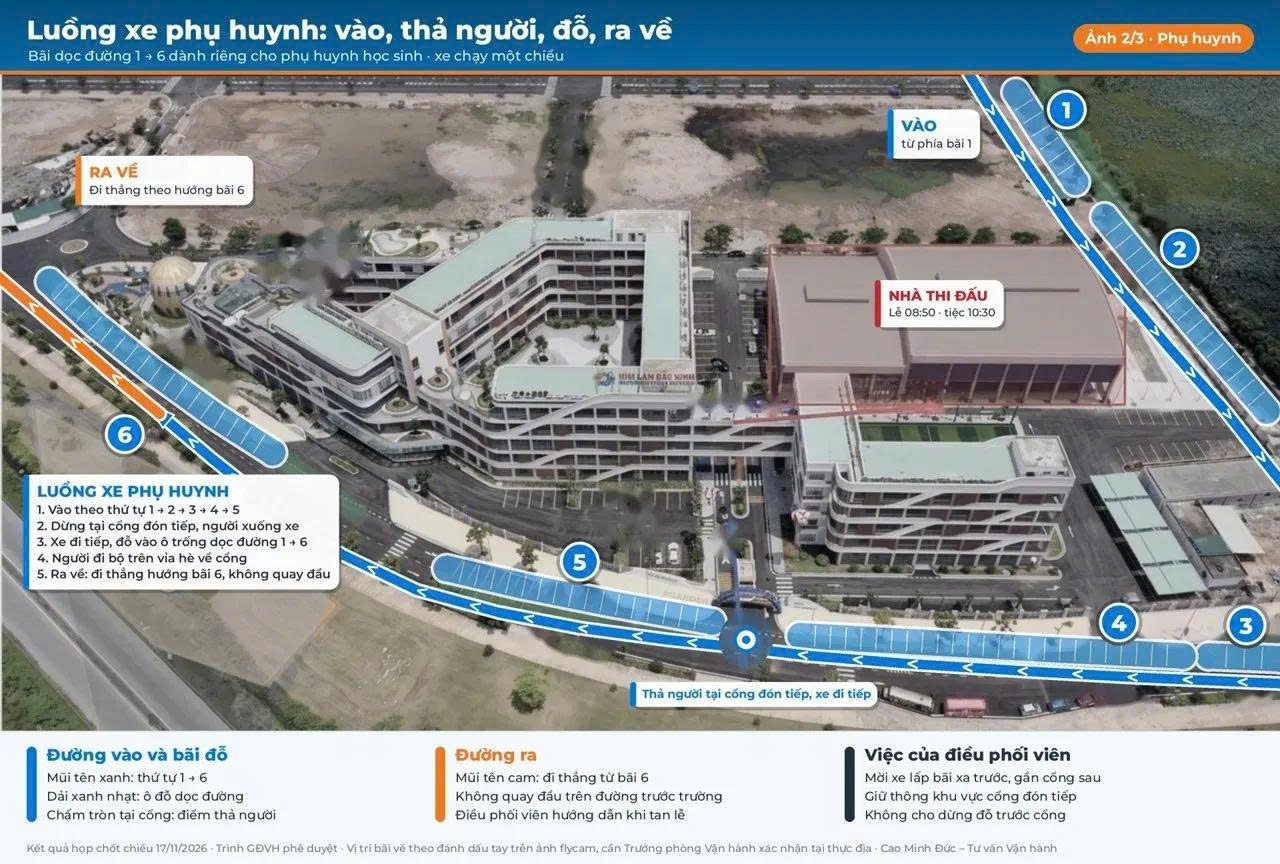 Luồng xe phụ huynh: vào, thả người, đỗ, ra về
Bãi dọc đường 1 → 6 dành riêng cho phụ huynh học sinh · xe chạy một chiều
Ảnh 2/3 · Phụ huynh
1
VÀO
từ phía bãi 1
RA VỀ
Đi thẳng theo hướng bãi 6
2
NHÀ THI ĐẤU
Lễ 08:50 · tiệc 10:30
6
LUỒNG XE PHỤ HUYNH
1. Vào theo thứ tự 1 → 2 → 3 → 4 → 5
2. Dừng tại cổng đón tiếp, người xuống xe
3. Xe đi tiếp, đỗ vào ô trống dọc đường 1 → 6
4. Người đi bộ trên vỉa hè về cổng
5. Ra về: đi thẳng hướng bãi 6, không quay đầu
5
4
3
Thả người tại cổng đón tiếp, xe đi tiếp
Đường vào và bãi đỗ
Mũi tên xanh: thứ tự 1 → 6
Dải xanh nhạt: ô đỗ dọc đường
Chấm tròn tại cổng: điểm thả người
Đường ra
Mũi tên cam: đi thẳng từ bãi 6
Không quay đầu trên đường trước trường
Điều phối viên hướng dẫn khi tan lễ
Việc của điều phối viên
Mời xe lấp bãi xa trước, gần cổng sau
Giữ thông khu vực cổng đón tiếp
Không cho dừng đỗ trước cổng
Kết quả họp chốt chiều 17/11/2026 · Trình GĐVH phê duyệt · Vị trí bãi vẽ theo đánh dấu tay trên ảnh flycam, cần Trưởng phòng Vận hành xác nhận tại thực địa · Cao Minh Đức – Tư vấn Vận hành